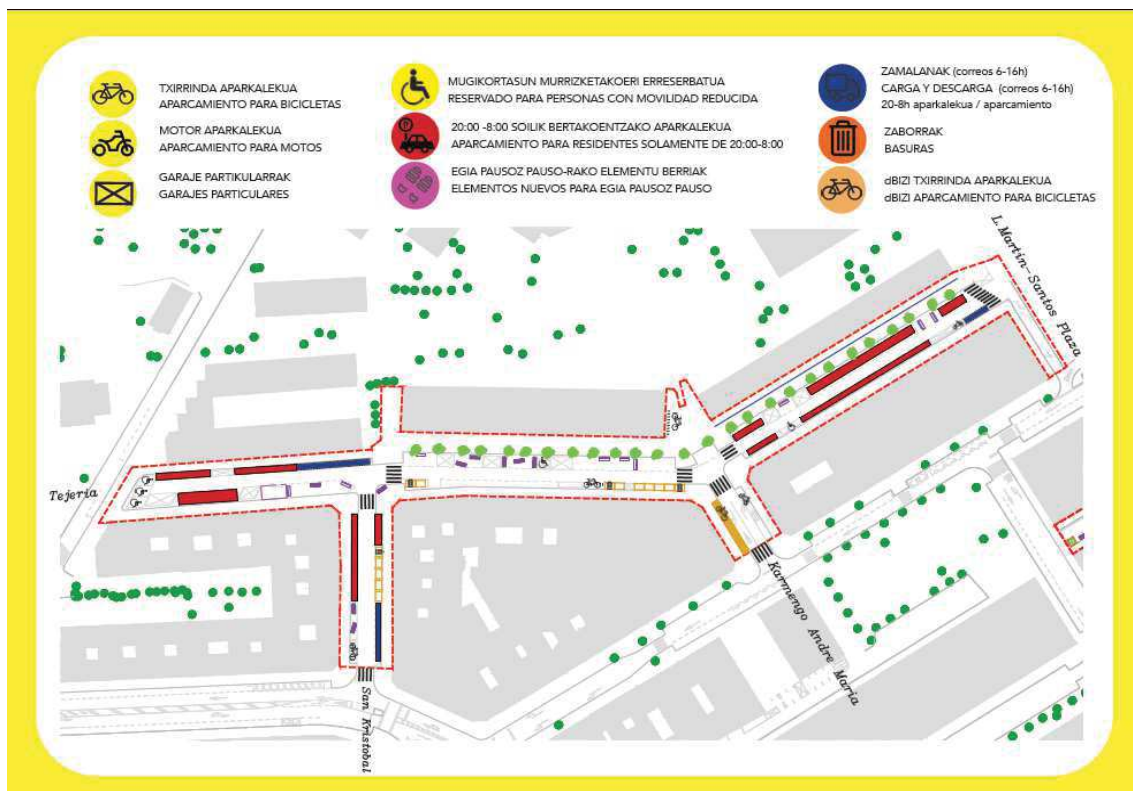 TXIRRINDA APARKALEKUA
APARCAMIENTO PARA BICICLETAS
MOTOR APARKALEKUA
APARCAMIENTO PARA MOTOS
GARAJE PARTIKULARRAK
GARAJES PARTICULARES
MUGIKORTASUN MURRIZKETAKOERI ERRESERBATUA
RESERVADO PARA PERSONAS CON MOVILIDAD REDUCIDA
20:00 -8:00 SOILIK BERTAKOENTZAKO APARKALEKUA
APARCAMIENTO PARA RESIDENTES SOLAMENTE DE 20:00-8:00
EGIA PAUSOZ PAUSO-RAKO ELEMENTU BERRIAK
ELEMENTOS NUEVOS PARA EGIA PAUSOZ PAUSO
ZAMALANAK (correos 6-16h)
CARGA Y DESCARGA (correos 6-16h)
20-8h aparkalekua / aparcamiento
ZABORRAK
BASURAS
dBIZI TXIRRINDA APARKALEKUA
dBIZI APARCAMIENTO PARA BICICLETAS
L. Martin-Santos Plaza
Tejeria
Karmengo Andre Maria
San Kristobal